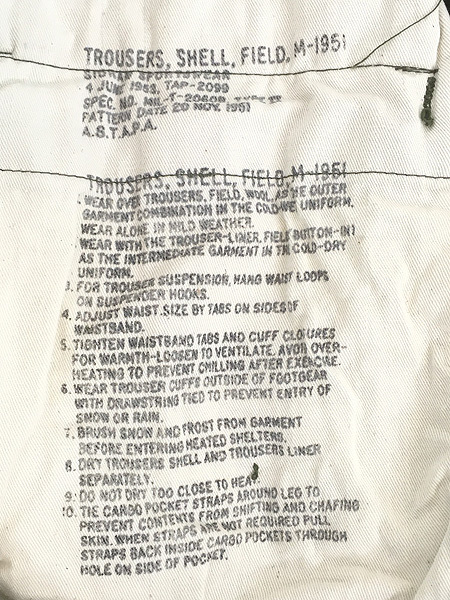 TROUSERS, SHELL, FIELD, M-1951
SIGNAL SPORTSWEAR
4 JUNE 1953, TAP-2099
SPEC. NO. MIL-T-20609
PATTERN DATE 20 NOV. 1951
A.S.T.A.P.A.
TROUSERS, SHELL, FIELD, M-1951
WEAR OVER TROUSERS, FIELD, WOOL, AS THE OUTER
GARMENT COMBINATION IN THE COLD-WE UNIFORM.
WEAR ALONE IN MILD WEATHER.
WEAR WITH THE TROUSER-LINER, FIELD BUTTON-IN)
AS THE INTERMEDIATE GARMENT IN THE COLD-DRY
UNIFORM.
3. FOR TROUSER SUSPENSION, HANG WAIST LOOPS
ON SUSPENDER HOOKS.
4. ADJUST WAIST SIZE BY TABS ON SIDES OF
WAISTBAND.
5. TIGHTEN WAISTBAND TABS AND CUFF CLOSURES
FOR WARMTH-LOOSEN TO VENTILATE. AVOID OVER-
HEATING TO PREVENT CHILLING AFTER EXERCISE.
6. WEAR TROUSER CUFFS OUTSIDE OF FOOTGEAR
WITH DRAWSTRING TIED TO PREVENT ENTRY OF
SNOW OR RAIN.
7. BRUSH SNOW AND FROST FROM GARMENT
BEFORE ENTERING HEATED SHELTERS.
8. DRY TROUSERS SHELL AND TROUSERS LINER
SEPARATELY.
9. DO NOT DRY TOO CLOSE TO HEAT.
10. TIE CARGO POCKET STRAPS AROUND LEG TO
PREVENT CONTENTS FROM SHIFTING AND CHAFING
SKIN. WHEN STRAPS ARE NOT REQUIRED PULL
STRAPS BACK INSIDE CARGO POCKETS THROUGH
HOLE ON SIDE OF POCKET.